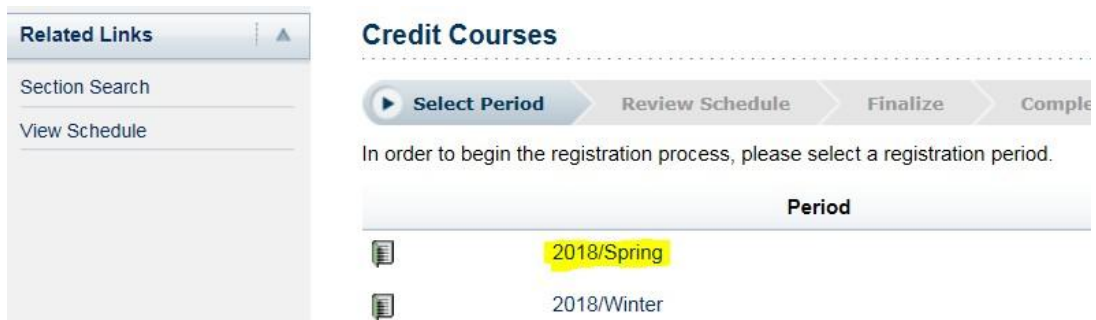 Related Links
Section Search
View Schedule
Credit Courses
Select Period Review Schedule Finalize Comple
In order to begin the registration process, please select a registration period.
Period
2018/Spring
2018/Winter